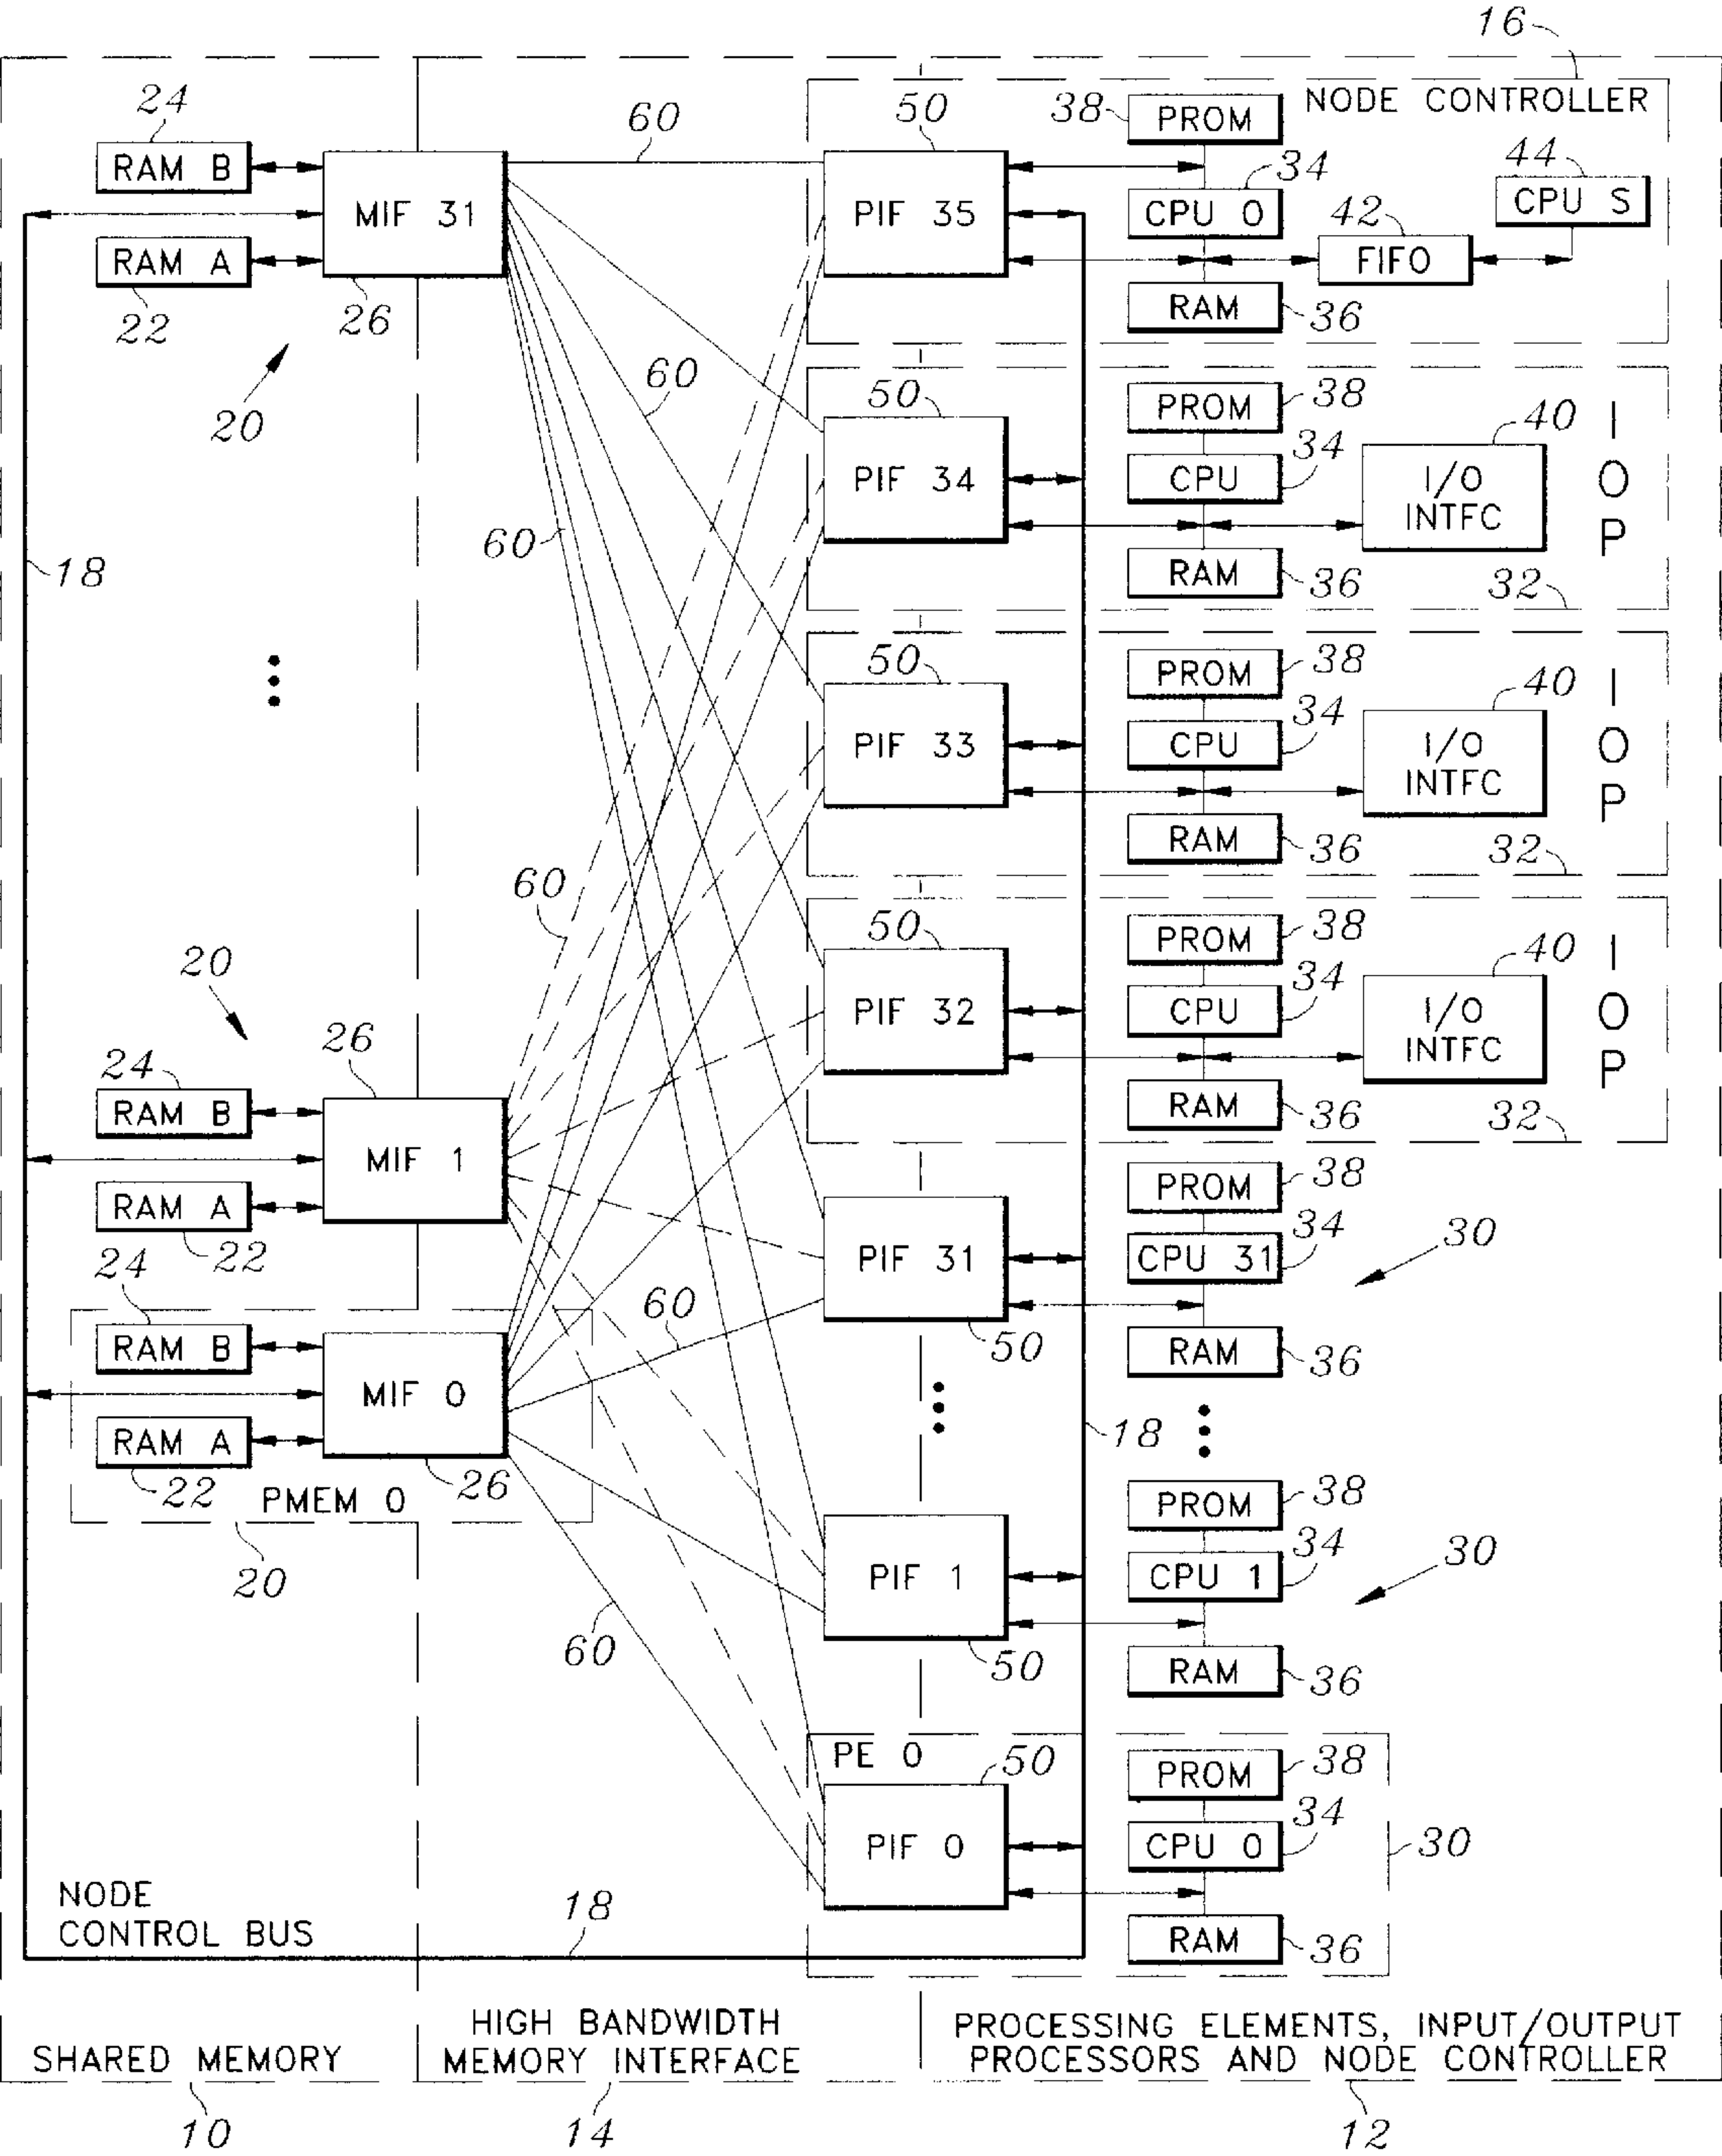 16
NODE CONTROLLER
24
RAM B
60
50
38
PROM
34
44
CPU S
MIF 31
PIF 35
CPU 0
42
FIFO
RAM A
22
26
RAM
36
20
60
50
PROM
38
34
40
I/O
INTFC
I
O
P
PIF 34
CPU
60
18
RAM
36
32
50
PROM
38
34
40
I/O
INTFC
I
O
P
PIF 33
CPU
RAM
36
32
60
50
PROM
38
34
40
I/O
INTFC
I
O
P
20
PIF 32
CPU
26
24
RAM B
RAM
36
32
MIF 1
RAM A
22
PROM
38
34
CPU 31
30
PIF 31
24
60
RAM B
50
RAM
36
MIF 0
18
RAM A
22
26
PMEM 0
20
PROM
38
34
CPU 1
30
PIF 1
60
50
RAM
36
PE 0
50
PROM
38
34
CPU 0
30
PIF 0
NODE
CONTROL BUS
18
RAM
36
SHARED MEMORY
HIGH BANDWIDTH
MEMORY INTERFACE
PROCESSING ELEMENTS, INPUT/OUTPUT
PROCESSORS AND NODE CONTROLLER
10
14
12